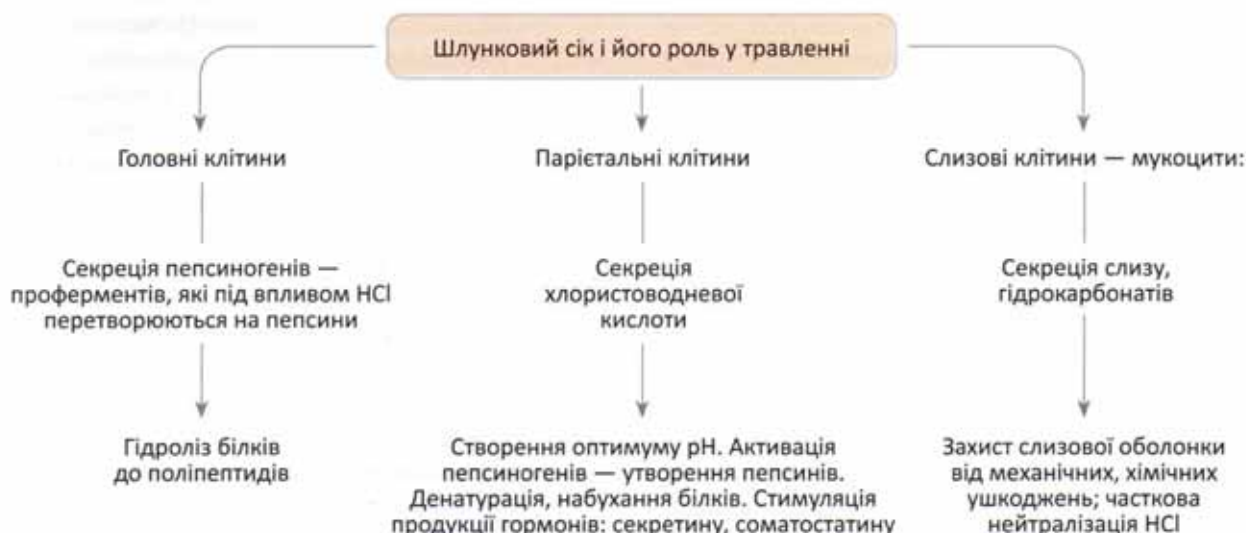 Шлунковий сік і його роль у травленні
Головні клітини
Парієтальні клітини
Слизові клітини — мукоцити:
Секреція пепсиногенів —
проферментів, які під впливом HCl
перетворюються на пепсини
Секреція
хлористоводневої
кислоти
Секреція слизу,
гідрокарбонатів
Гідроліз білків
до поліпептидів
Створення оптимуму pH. Активація
пепсиногенів — утворення пепсинів.
Денатурація, набухання білків. Стимуляція
продукції гормонів: секретину, соматостатину
Захист слизової оболонки
від механічних, хімічних
ушкоджень; часткова
нейтралізація HCl